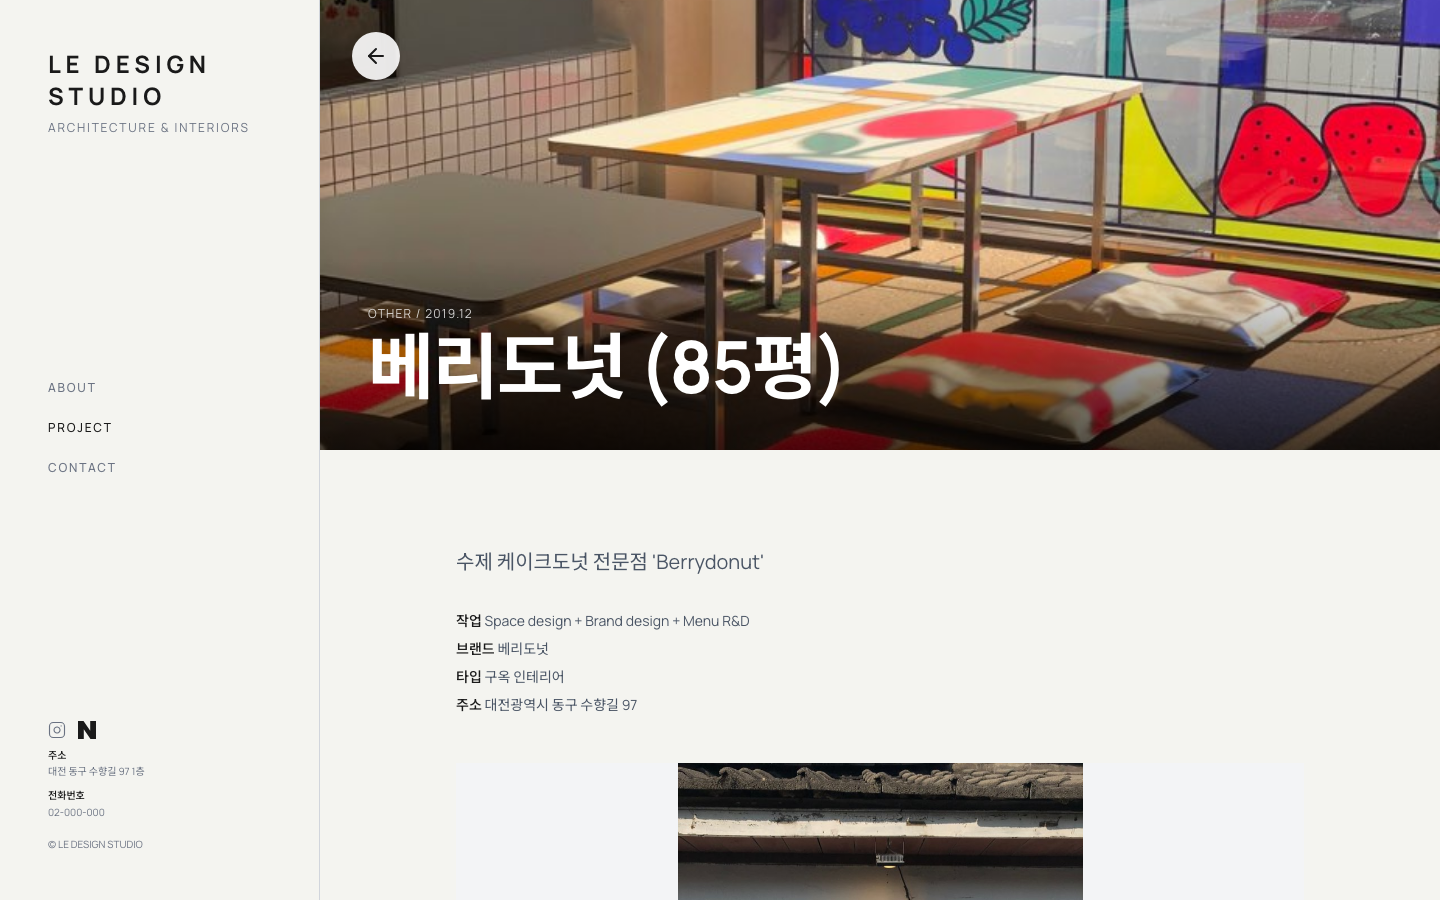 LE DESIGN
STUDIO
ARCHITECTURE & INTERIORS
ABOUT
PROJECT
CONTACT
N
주소
대전 동구 수향길 97 1층
전화번호
02-000-000
© LE DESIGN STUDIO
OTHER / 2019.12
베리도넛 (85평)
수제 케이크도넛 전문점 'Berrydonut'
작업 Space design + Brand design + Menu R&D
브랜드 베리도넛
타입 구옥 인테리어
주소 대전광역시 동구 수향길 97